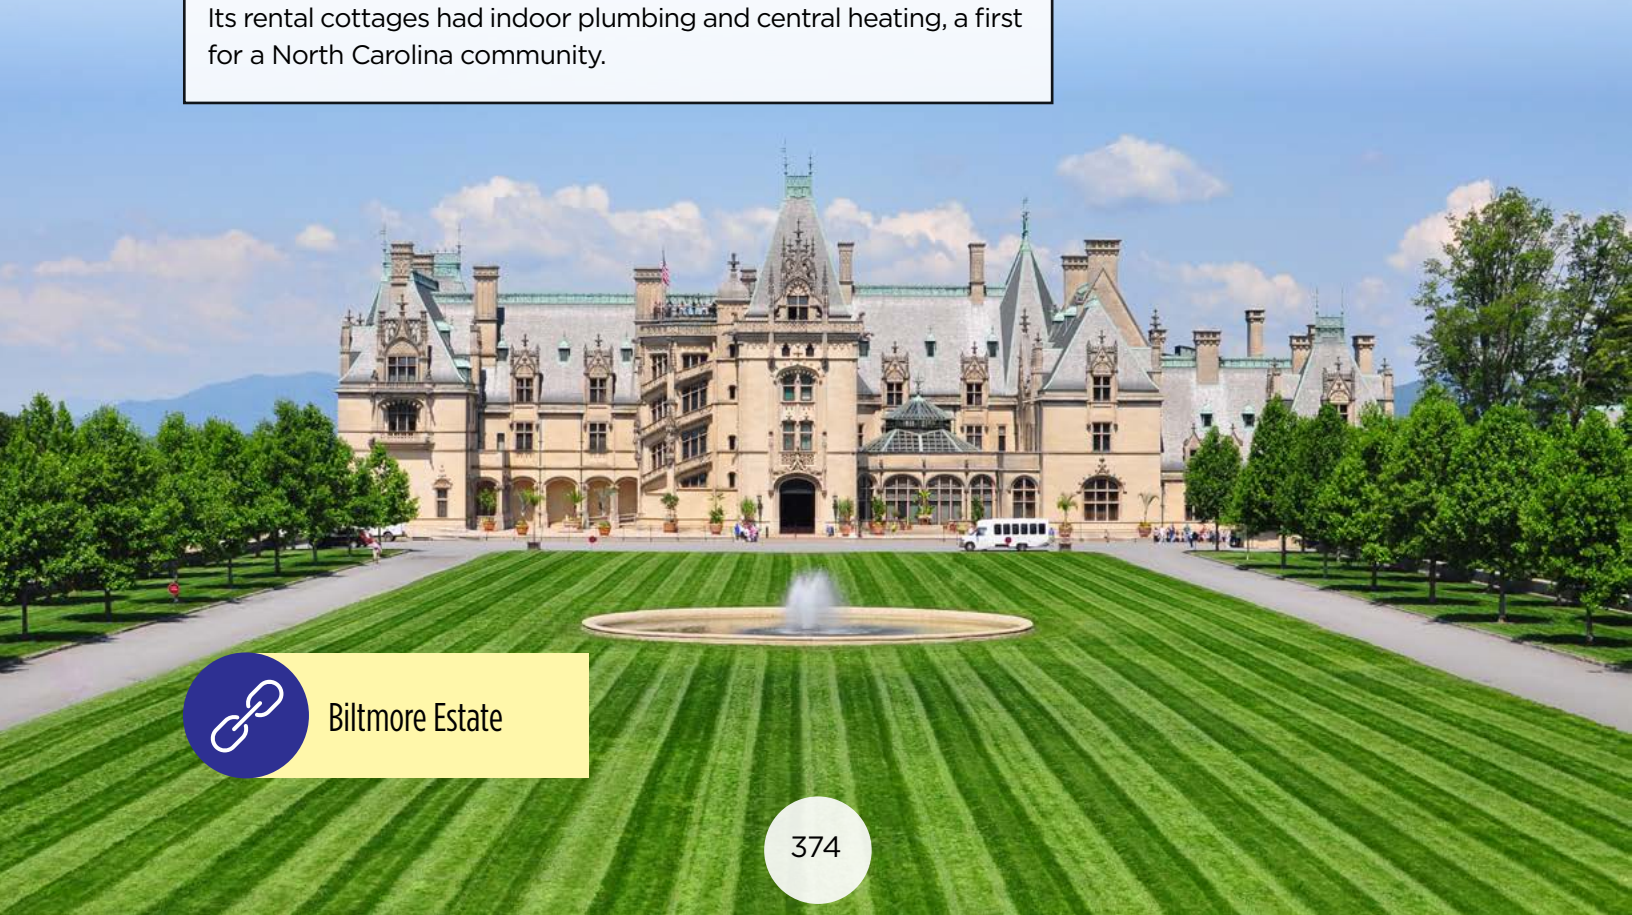 Its rental cottages had indoor plumbing and central heating, a first
for a North Carolina community.
Biltmore Estate
374